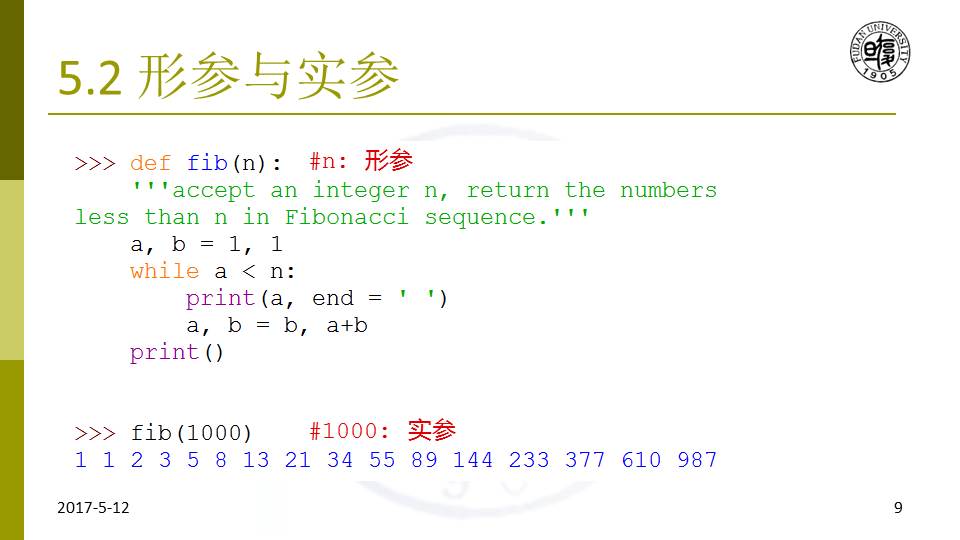 5.2 形参与实参
FUDAN UNIVERSITY
1905
>>> def fib(n): #n: 形参
'''accept an integer n, return the numbers
less than n in Fibonacci sequence.'''
a, b = 1, 1
while a < n:
print(a, end = ' ')
a, b = b, a+b
print()
>>> fib(1000) #1000: 实参
1 1 2 3 5 8 13 21 34 55 89 144 233 377 610 987
2017-5-12
9